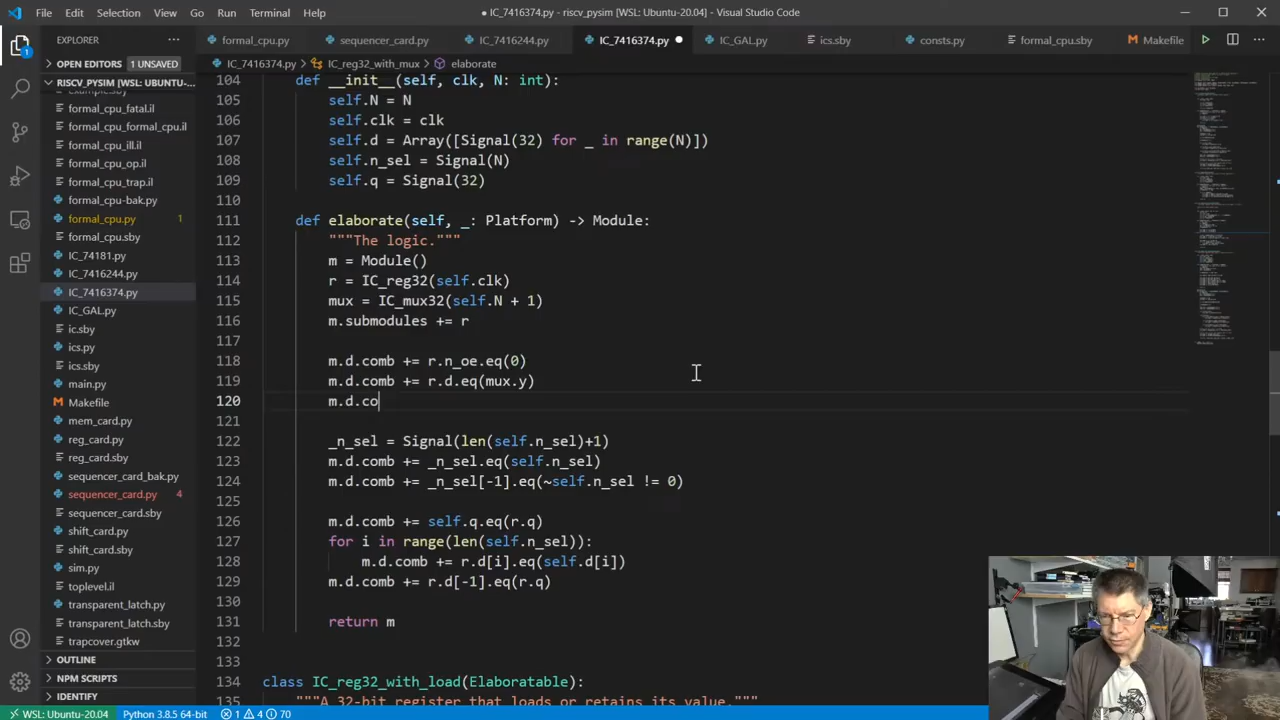 File Edit Selection View Go Run Terminal Help
● IC_7416374.py - riscv_pysim [WSL: Ubuntu-20.04] - Visual Studio Code
EXPLORER ···
formal_cpu.py sequencer_card.py IC_7416244.py IC_7416374.py ● IC_GAL.py ics.sby consts.py formal_cpu.sby Makefile
OPEN EDITORS 1 UNSAVED
IC_7416374.py > IC_reg32_with_mux > elaborate
RISCV_PYSIM [WSL: UBUNTU-20.04]
formal_cpu_fatal.il
formal_cpu_formal_cpu.il
formal_cpu_ill.il
formal_cpu_op.il
formal_cpu_trap.il
formal_cpu-bak.py
formal_cpu.py 1
formal_cpu.sby
IC_74181.py
IC_7416244.py
IC_7416374.py
IC_GAL.py
ic.sby
ics.py
ics.sby
main.py
Makefile
mem_card.py
reg_card.py
reg_card.sby
sequencer_card_bak.py
sequencer_card.py 4
sequencer_card.sby
shift_card.py
shift_card.sby
sim.py
toplevel.il
transparent_latch.py
transparent_latch.sby
trapcover.gtkw
OUTLINE
NPM SCRIPTS
IDENTIFY
104 def __init__(self, clk, N: int):
105 self.N = N
106 self.clk = clk
107 self.d = Array([Signal(32) for _ in range(N)])
108 self.n_sel = Signal(N)
109 self.q = Signal(32)
110
111 def elaborate(self, _: Platform) -> Module:
112 """The logic."""
113 m = Module()
114 r = IC_reg32(self.clk)
115 mux = IC_mux32(self.N + 1)
116 m.submodules += r
117
118 m.d.comb += r.n_oe.eq(0)
119 m.d.comb += r.d.eq(mux.y)
120 m.d.co
121
122 _n_sel = Signal(len(self.n_sel)+1)
123 m.d.comb += _n_sel.eq(self.n_sel)
124 m.d.comb += _n_sel[-1].eq(~self.n_sel != 0)
125
126 m.d.comb += self.q.eq(r.q)
127 for i in range(len(self.n_sel)):
128 m.d.comb += r.d[i].eq(self.d[i])
129 m.d.comb += r.d[-1].eq(r.q)
130
131 return m
132
133
134 class IC_reg32_with_load(Elaboratable):
135 """A 32-bit register that loads or retains its value."""
WSL: Ubuntu-20.04 Python 3.8.5 64-bit 1 4 70